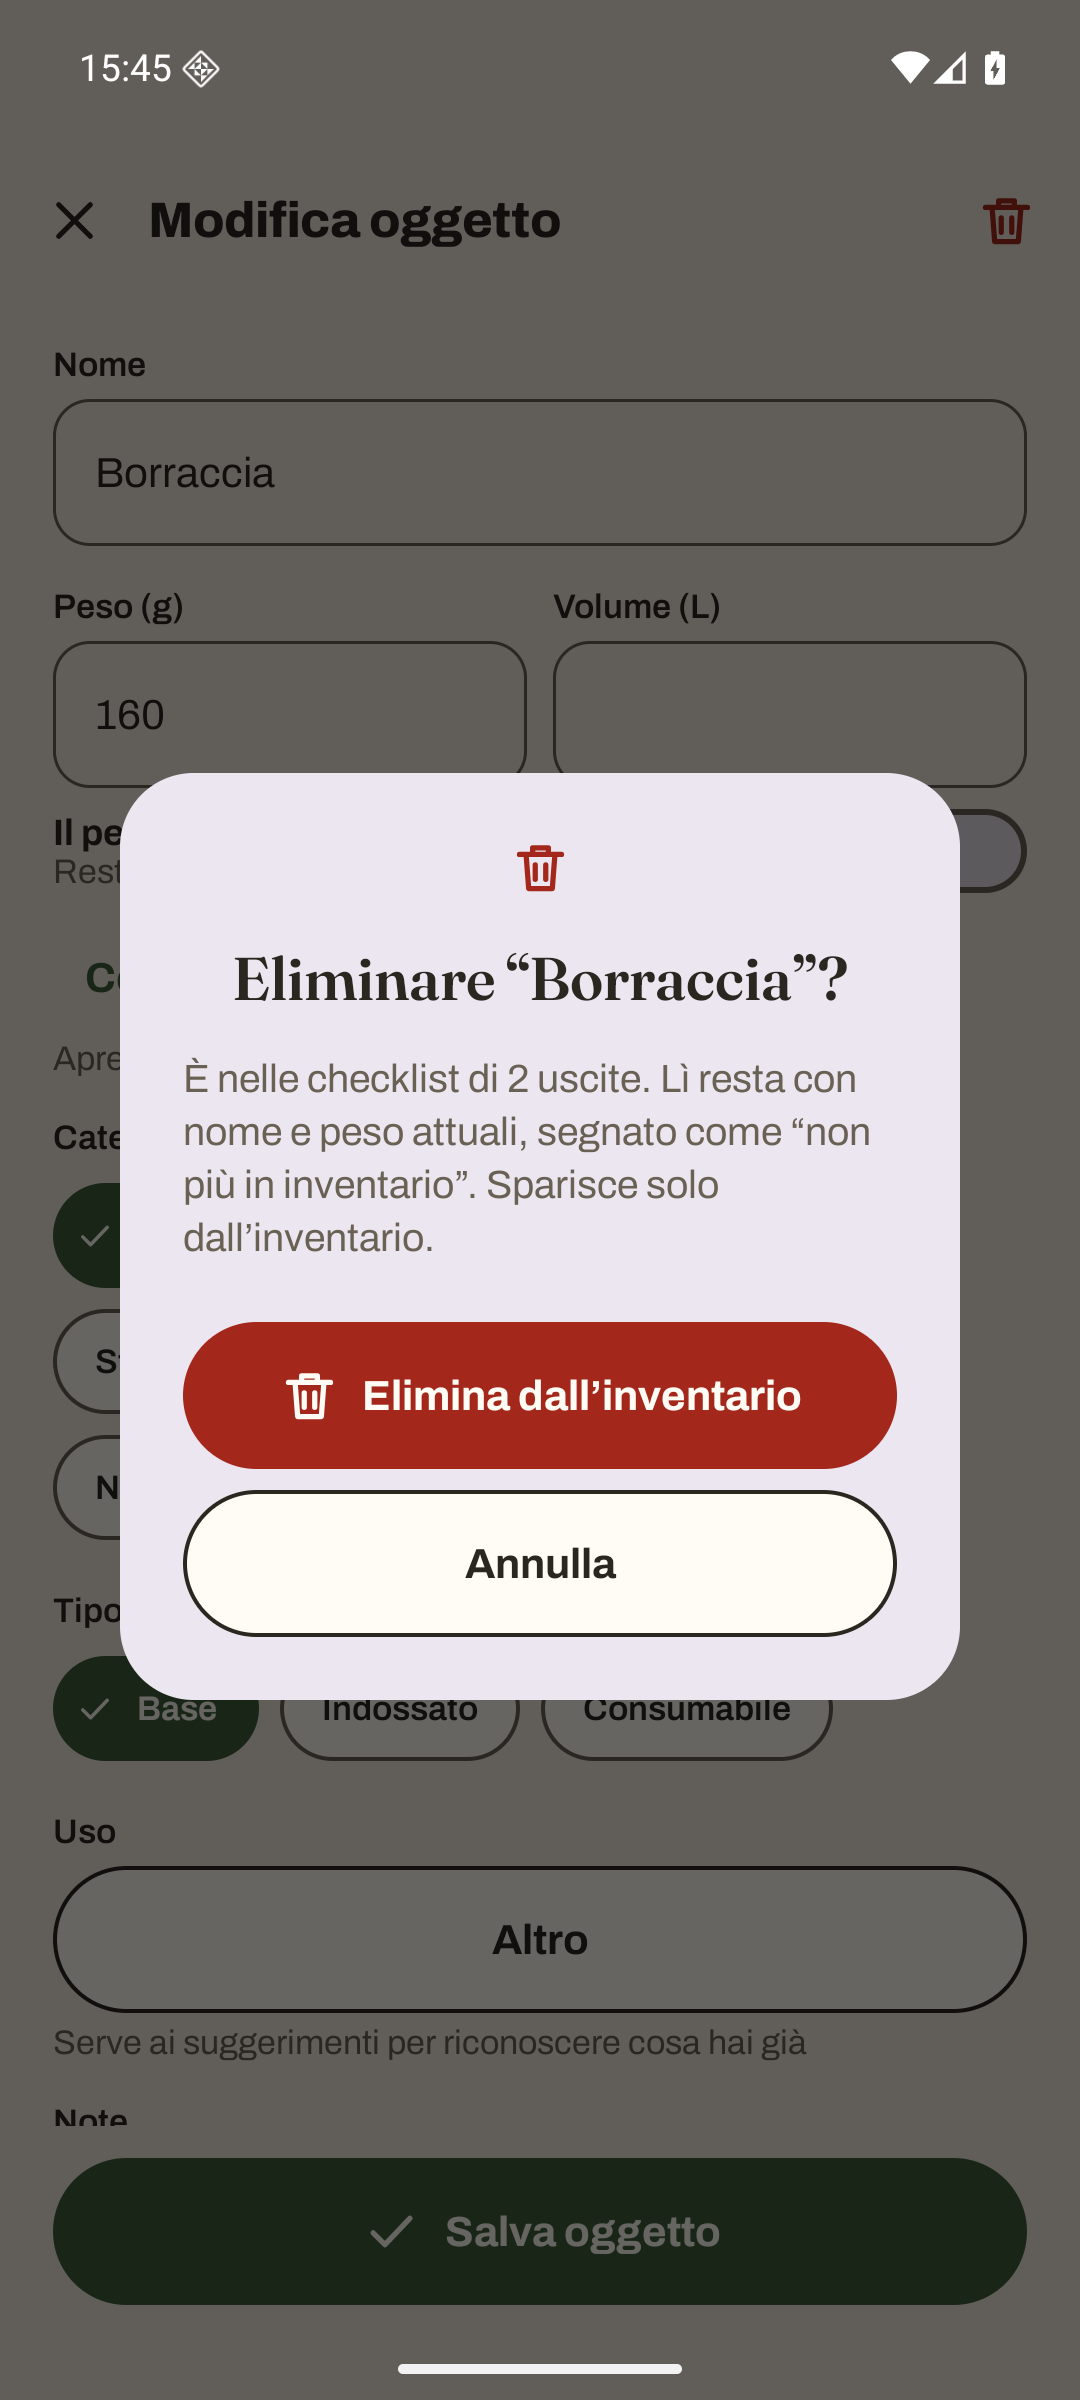 15:45
Modifica oggetto
Nome
Borraccia
Peso (g)
Volume (L)
160
Eliminare “Borraccia”?
È nelle checklist di 2 uscite. Lì resta con
nome e peso attuali, segnato come “non
più in inventario”. Sparisce solo
dall’inventario.
Elimina dall’inventario
Annulla
Tipo
Base
Indossato
Consumabile
Uso
Altro
Serve ai suggerimenti per riconoscere cosa hai già
Note
Salva oggetto